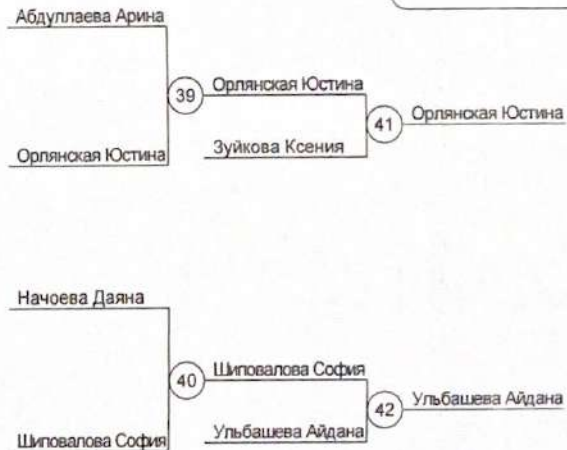 Абдуллаева Арина
39
Орлянская Юстина
41
Орлянская Юстина
Зуйкова Ксения
Орлянская Юстина
Начоева Даяна
40
Шиповалова София
42
Ульбашева Айдана
Ульбашева Айдана
Шиповалова София